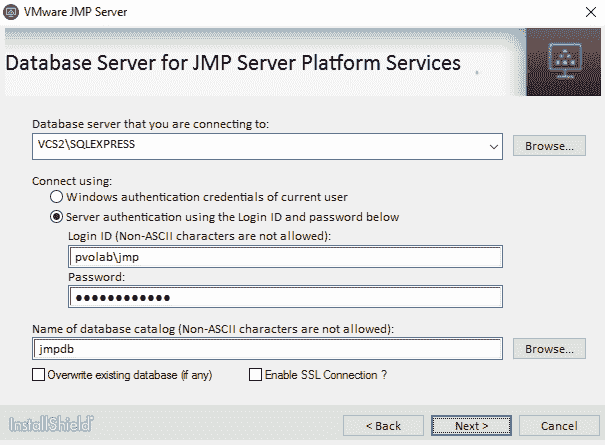 VMware JMP Server
Database Server for JMP Server Platform Services
Database server that you are connecting to:
VCS2\SQLEXPRESS
Browse...
Connect using:
Windows authentication credentials of current user
Server authentication using the Login ID and password below
Login ID (Non-ASCII characters are not allowed):
pvolab\jmp
Password:
●●●●●●●●●●●●
Name of database catalog (Non-ASCII characters are not allowed):
jmpdb
Browse...
Overwrite existing database (if any)
Enable SSL Connection ?
InstallShield
< Back
Next >
Cancel